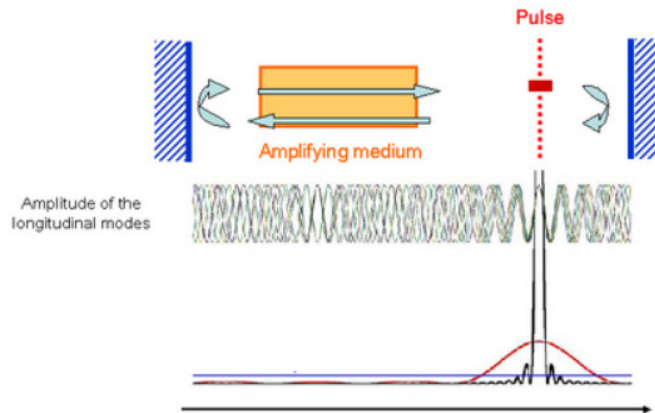 Pulse
Amplifying medium
Amplitude of the
longitudinal modes